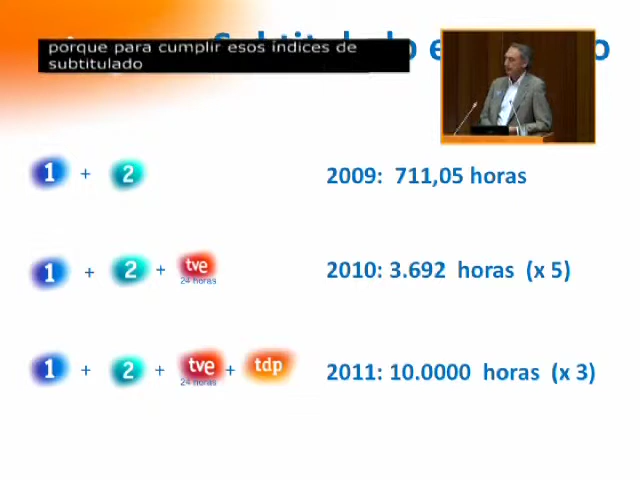 porque para cumplir esos índices de
subtitulado
1 + 2
2009: 711,05 horas
1 + 2 + tve
24 horas
2010: 3.692 horas (x 5)
1 + 2 + tve + tdp
24 horas
2011: 10.0000 horas (x 3)